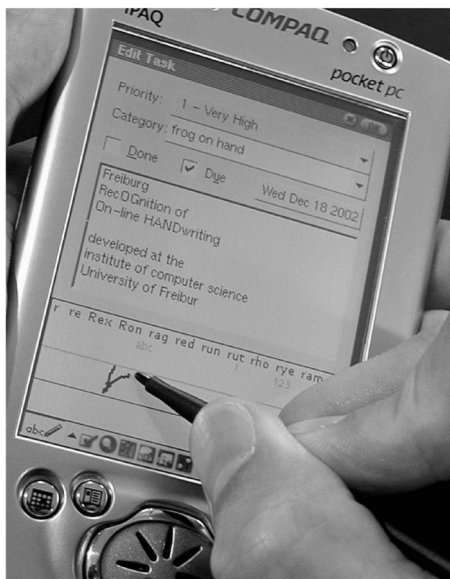 iPAQ
COMPAQ
pocket pc
Edit Task
OK
Priority: 1 - Very High
Category: frog on hand
Done Due Wed Dec 18 2002
Freiburg
RecOGnition of
On-line HANDwriting
developed at the
institute of computer science
University of Freibur
r re Rex Ron rag red run rut rho rye ram
abc 123
r
abc